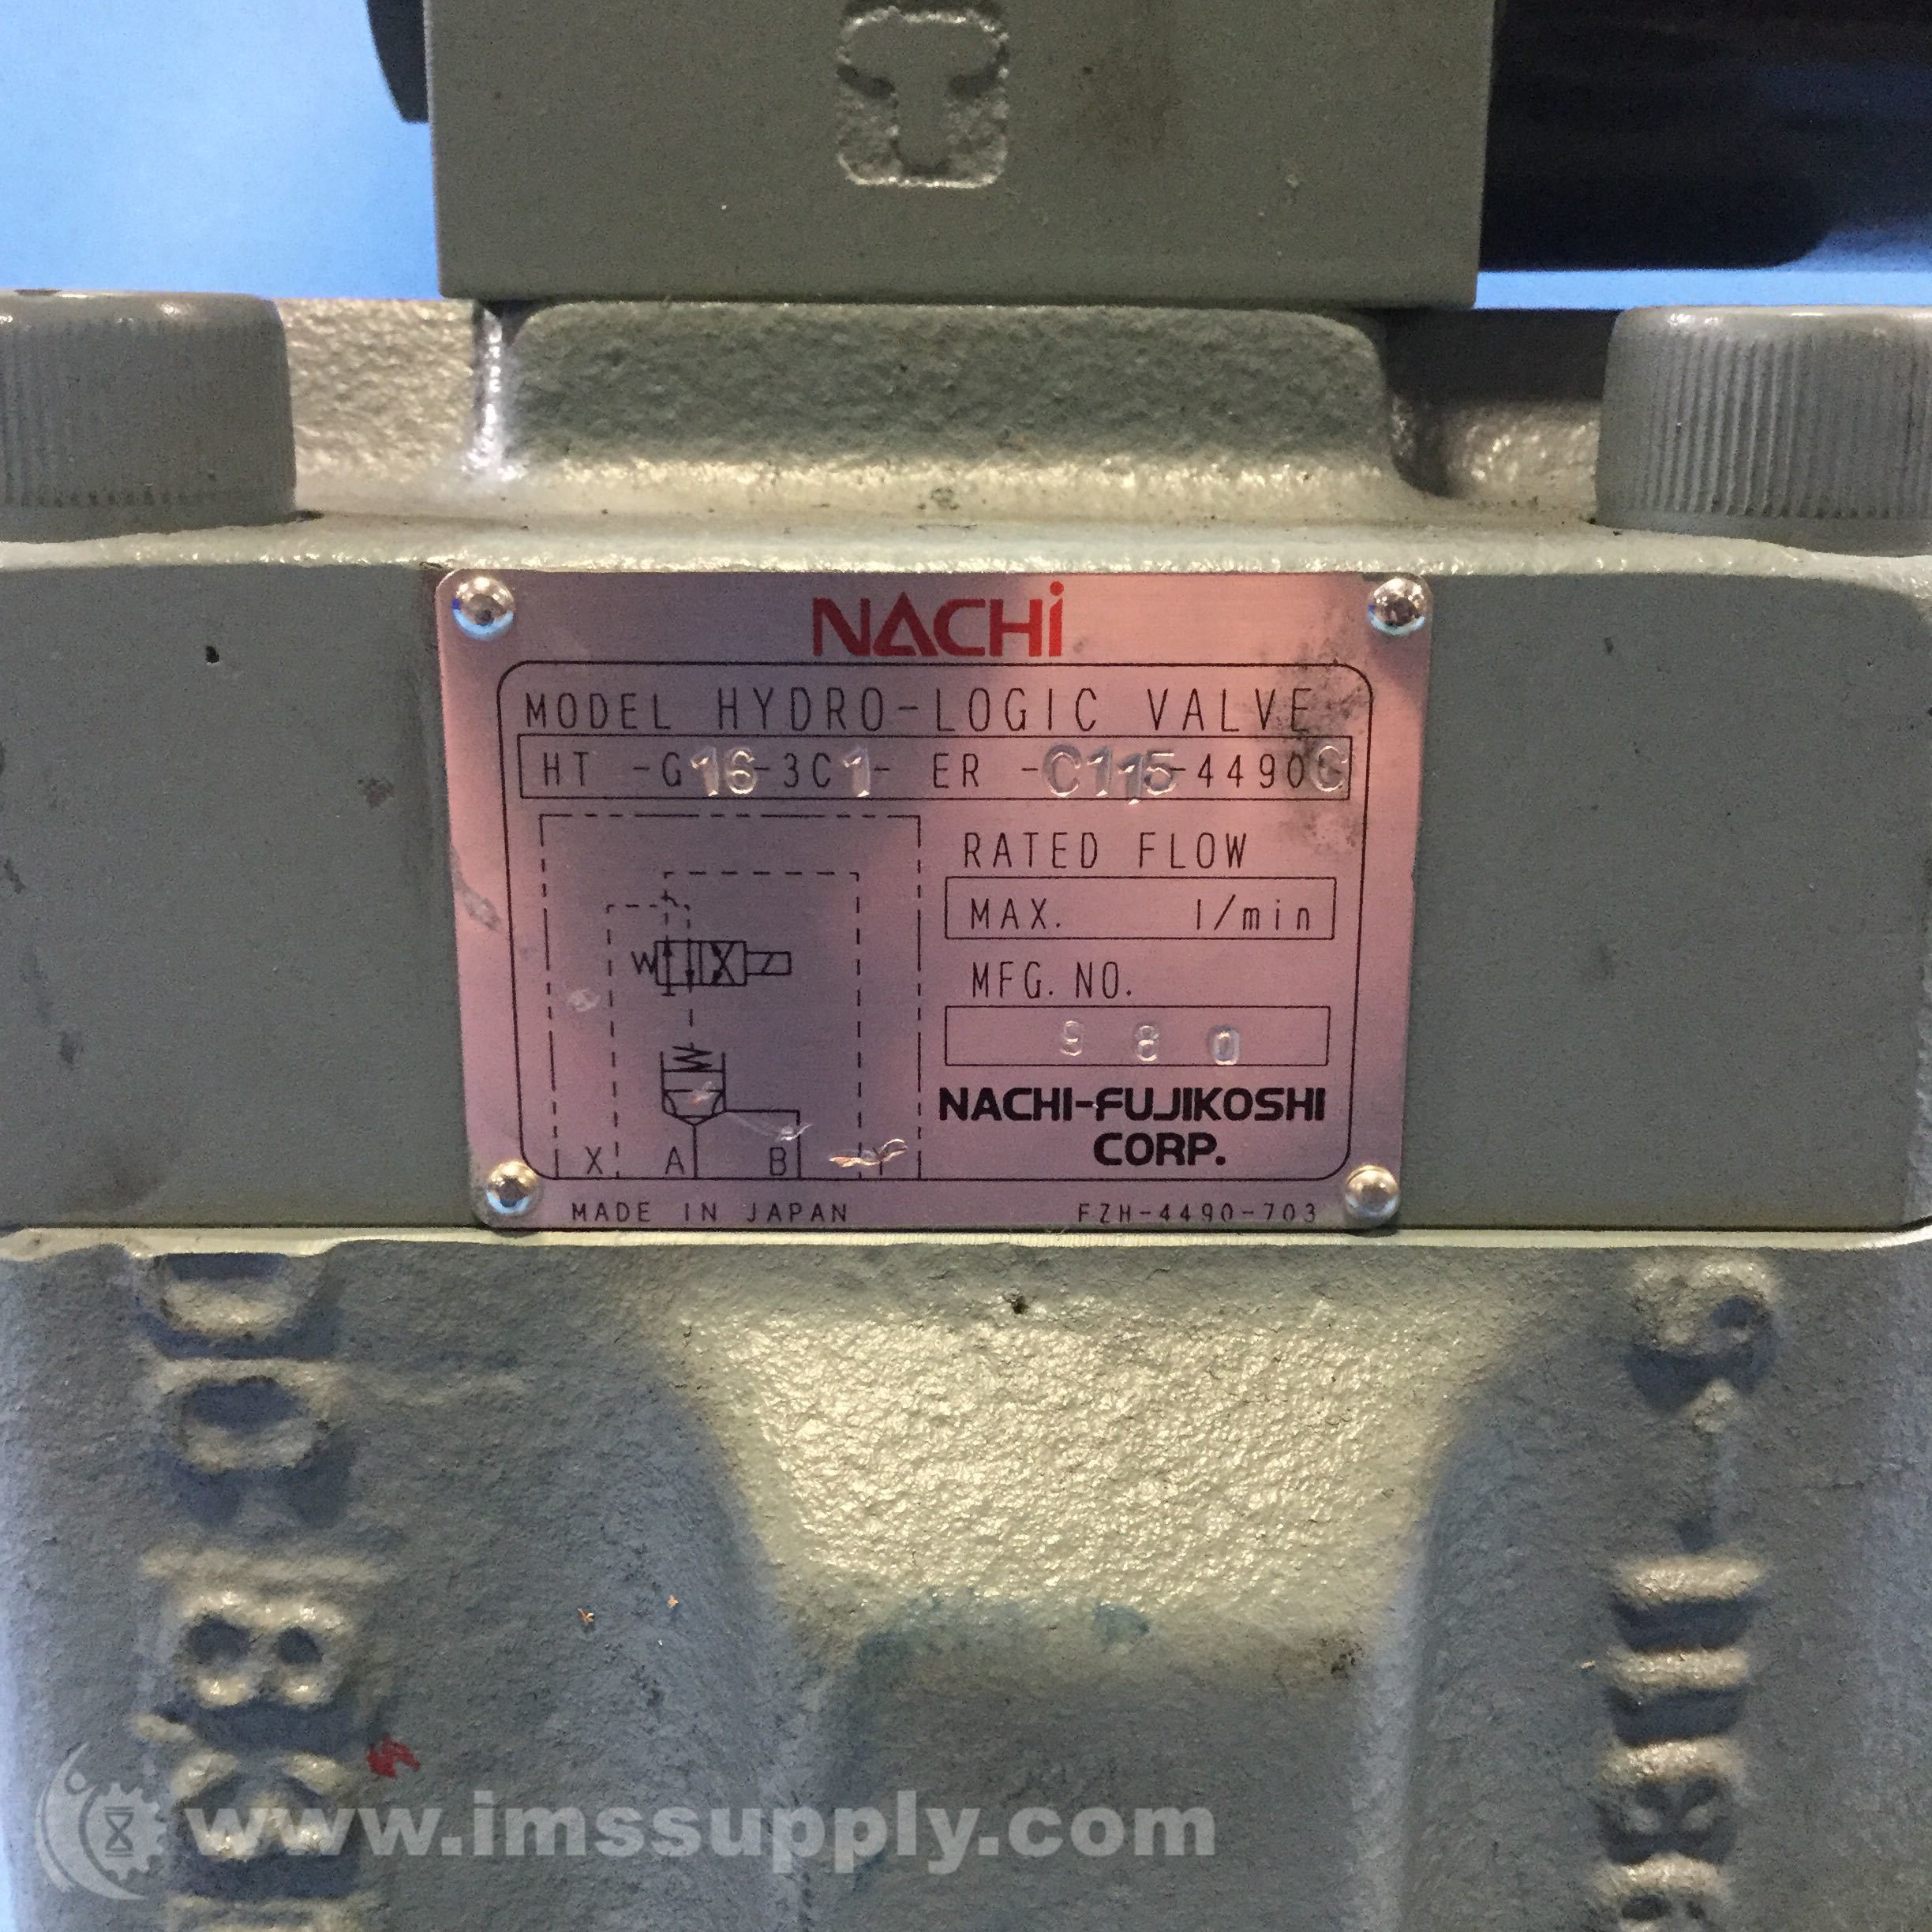 T
NACHi
MODEL HYDRO-LOGIC VALVE
HT -G16-3C1- ER -C115-4490C
RATED FLOW
MAX. l/min
MFG. NO.
980
X A B Y
NACHI-FUJIKOSHI
CORP.
MADE IN JAPAN FZH-4490-703
www.imssupply.com